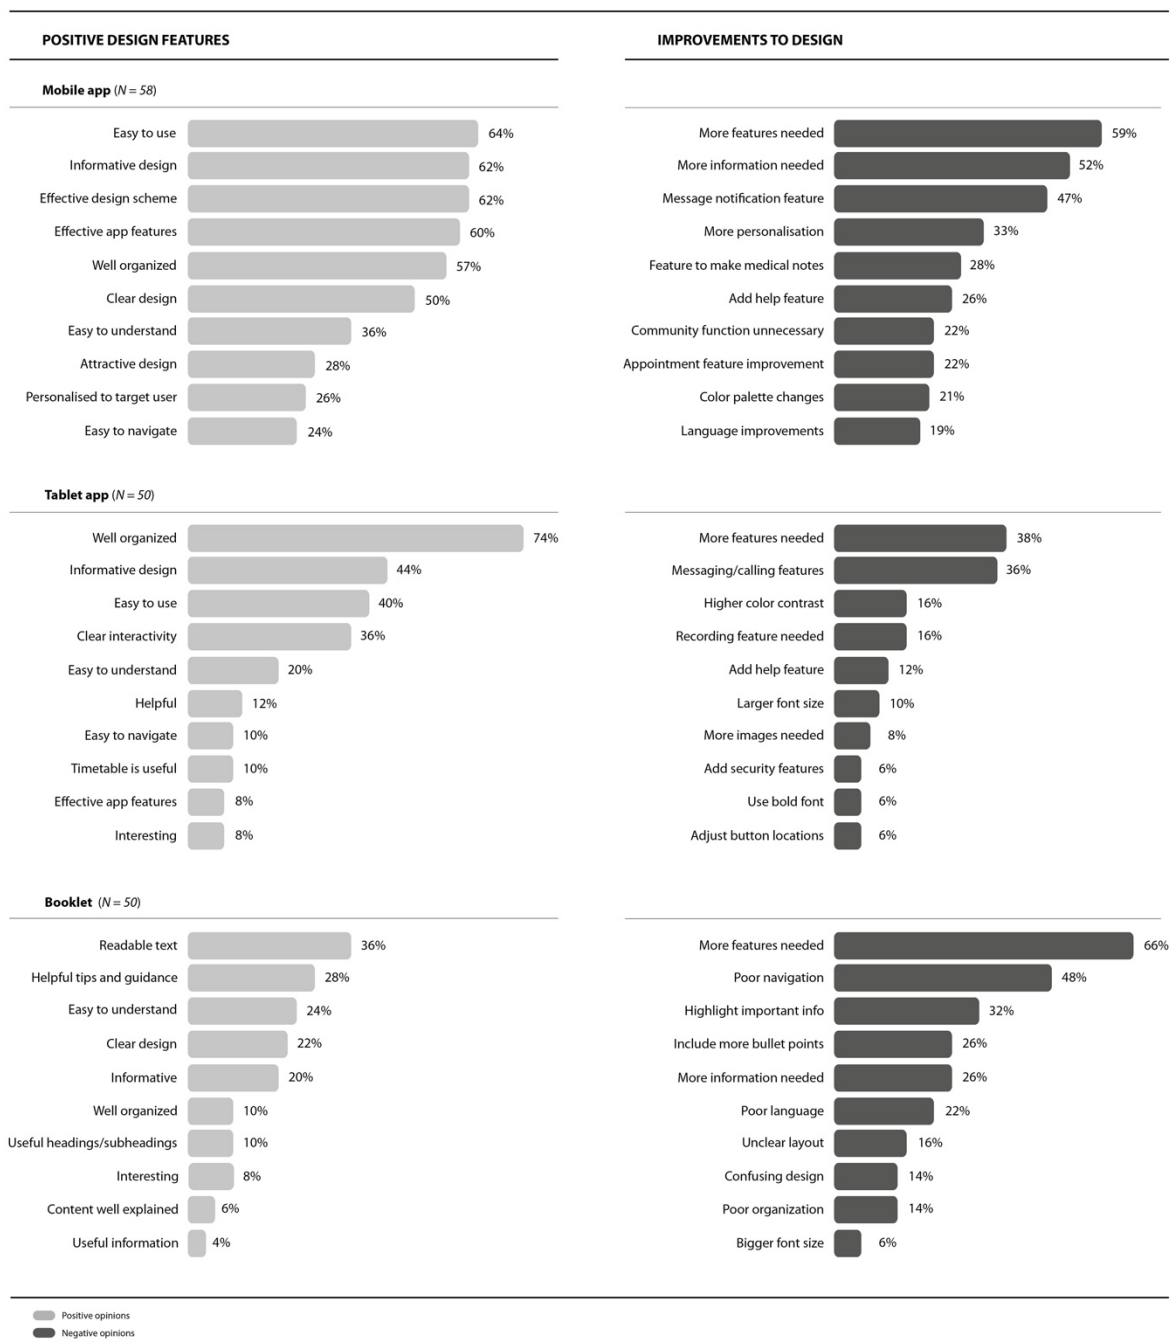 POSITIVE DESIGN FEATURES
IMPROVEMENTS TO DESIGN
Mobile app (N = 58)
Easy to use 64%
Informative design 62%
Effective design scheme 62%
Effective app features 60%
Well organized 57%
Clear design 50%
Easy to understand 36%
Attractive design 28%
Personalised to target user 26%
Easy to navigate 24%
More features needed 59%
More information needed 52%
Message notification feature 47%
More personalisation 33%
Feature to make medical notes 28%
Add help feature 26%
Community function unnecessary 22%
Appointment feature improvement 22%
Color palette changes 21%
Language improvements 19%
Tablet app (N = 50)
Well organized 74%
Informative design 44%
Easy to use 40%
Clear interactivity 36%
Easy to understand 20%
Helpful 12%
Easy to navigate 10%
Timetable is useful 10%
Effective app features 8%
Interesting 8%
More features needed 38%
Messaging/calling features 36%
Higher color contrast 16%
Recording feature needed 16%
Add help feature 12%
Larger font size 10%
More images needed 8%
Add security features 6%
Use bold font 6%
Adjust button locations 6%
Booklet (N = 50)
Readable text 36%
Helpful tips and guidance 28%
Easy to understand 24%
Clear design 22%
Informative 20%
Well organized 10%
Useful headings/subheadings 10%
Interesting 8%
Content well explained 6%
Useful information 4%
More features needed 66%
Poor navigation 48%
Highlight important info 32%
Include more bullet points 26%
More information needed 26%
Poor language 22%
Unclear layout 16%
Confusing design 14%
Poor organization 14%
Bigger font size 6%
Positive opinions
Negative opinions